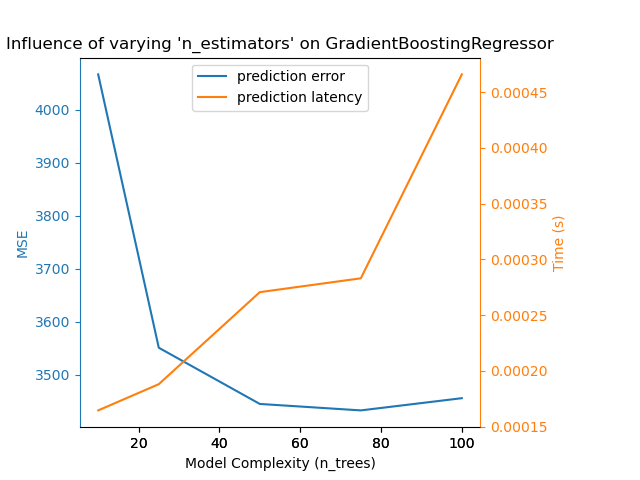 Influence of varying 'n_estimators' on GradientBoostingRegressor
prediction error
prediction latency
4000
3900
3800
3700
3600
3500
MSE
0.00045
0.00040
0.00035
0.00030
0.00025
0.00020
0.00015
Time (s)
20 40 60 80 100
Model Complexity (n_trees)